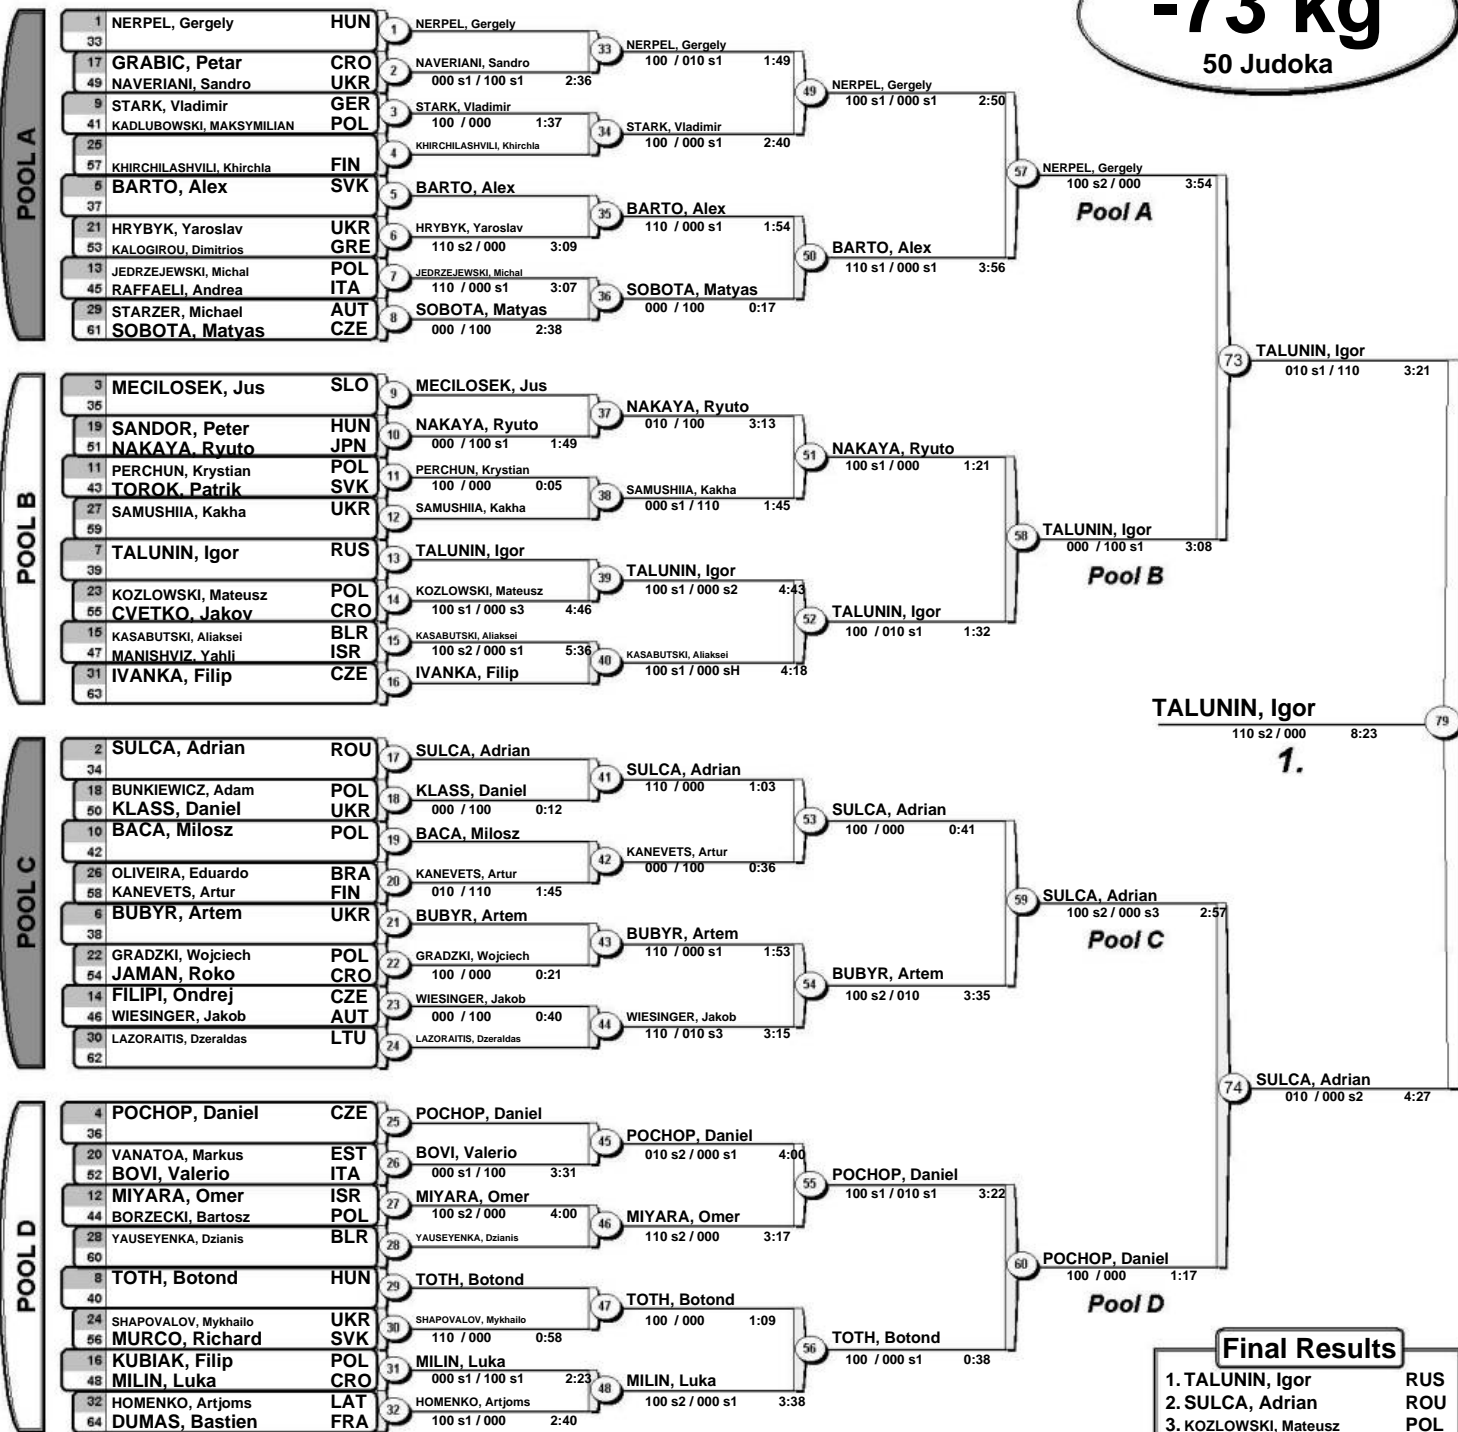 -73 kg
50 Judoka
POOL A
1 NERPEL, Gergely HUN
33
17 GRABIC, Petar CRO
49 NAVERIANI, Sandro UKR
9 STARK, Vladimir GER
41 KADLUBOWSKI, MAKSYMILIAN POL
25
57 KHIRCHILASHVILI, Khirchla FIN
5 BARTO, Alex SVK
37
21 HRYBYK, Yaroslav UKR
53 KALOGIROU, Dimitrios GRE
13 JEDRZEJEWSKI, Michal POL
45 RAFFAELI, Andrea ITA
29 STARZER, Michael AUT
61 SOBOTA, Matyas CZE
1 NERPEL, Gergely
2 NAVERIANI, Sandro
000 s1 / 100 s1 2:36
3 STARK, Vladimir
100 / 000 1:37
4 KHIRCHILASHVILI, Khirchla
5 BARTO, Alex
6 HRYBYK, Yaroslav
110 s2 / 000 3:09
7 JEDRZEJEWSKI, Michal
110 / 000 s1 3:07
8 SOBOTA, Matyas
000 / 100 2:38
33 NERPEL, Gergely
100 / 010 s1 1:49
34 STARK, Vladimir
100 / 000 s1 2:40
35 BARTO, Alex
110 / 000 s1 1:54
36 SOBOTA, Matyas
000 / 100 0:17
49 NERPEL, Gergely
100 s1 / 000 s1 2:50
50 BARTO, Alex
110 s1 / 000 s1 3:56
57 NERPEL, Gergely
100 s2 / 000 3:54
Pool A
POOL B
3 MECILOSEK, Jus SLO
35
19 SANDOR, Peter HUN
51 NAKAYA, Ryuto JPN
11 PERCHUN, Krystian POL
43 TOROK, Patrik SVK
27 SAMUSHIIA, Kakha UKR
59
7 TALUNIN, Igor RUS
39
23 KOZLOWSKI, Mateusz POL
55 CVETKO, Jakov CRO
15 KASABUTSKI, Aliaksei BLR
47 MANISHVIZ, Yahli ISR
31 IVANKA, Filip CZE
63
9 MECILOSEK, Jus
10 NAKAYA, Ryuto
000 / 100 s1 1:49
11 PERCHUN, Krystian
100 / 000 0:05
12 SAMUSHIIA, Kakha
13 TALUNIN, Igor
14 KOZLOWSKI, Mateusz
100 s1 / 000 s3 4:46
15 KASABUTSKI, Aliaksei
100 s2 / 000 s1 5:36
16 IVANKA, Filip
37 NAKAYA, Ryuto
010 / 100 3:13
38 SAMUSHIIA, Kakha
000 s1 / 110 1:45
39 TALUNIN, Igor
100 s1 / 000 s2 4:43
40 KASABUTSKI, Aliaksei
100 s1 / 000 sH 4:18
51 NAKAYA, Ryuto
100 s1 / 000 1:21
52 TALUNIN, Igor
100 / 010 s1 1:32
58 TALUNIN, Igor
000 / 100 s1 3:08
Pool B
73 TALUNIN, Igor
010 s1 / 110 3:21
TALUNIN, Igor 79
110 s2 / 000 8:23
1.
POOL C
2 SULCA, Adrian ROU
34
18 BUNKIEWICZ, Adam POL
50 KLASS, Daniel UKR
10 BACA, Milosz POL
42
26 OLIVEIRA, Eduardo BRA
58 KANEVETS, Artur FIN
6 BUBYR, Artem UKR
38
22 GRADZKI, Wojciech POL
54 JAMAN, Roko CRO
14 FILIPI, Ondrej CZE
46 WIESINGER, Jakob AUT
30 LAZORAITIS, Dzeraldas LTU
62
17 SULCA, Adrian
18 KLASS, Daniel
000 / 100 0:12
19 BACA, Milosz
20 KANEVETS, Artur
010 / 110 1:45
21 BUBYR, Artem
22 GRADZKI, Wojciech
100 / 000 0:21
23 WIESINGER, Jakob
000 / 100 0:40
24 LAZORAITIS, Dzeraldas
41 SULCA, Adrian
110 / 000 1:03
42 KANEVETS, Artur
000 / 100 0:36
43 BUBYR, Artem
110 / 000 s1 1:53
44 WIESINGER, Jakob
110 / 010 s3 3:15
53 SULCA, Adrian
100 / 000 0:41
54 BUBYR, Artem
100 s2 / 010 3:35
59 SULCA, Adrian
100 s2 / 000 s3 2:57
Pool C
74 SULCA, Adrian
010 / 000 s2 4:27
POOL D
4 POCHOP, Daniel CZE
36
20 VANATOA, Markus EST
52 BOVI, Valerio ITA
12 MIYARA, Omer ISR
44 BORZECKI, Bartosz POL
28 YAUSEYENKA, Dzianis BLR
60
8 TOTH, Botond HUN
40
24 SHAPOVALOV, Mykhailo UKR
56 MURCO, Richard SVK
16 KUBIAK, Filip POL
48 MILIN, Luka CRO
32 HOMENKO, Artjoms LAT
64 DUMAS, Bastien FRA
25 POCHOP, Daniel
26 BOVI, Valerio
000 s1 / 100 3:31
27 MIYARA, Omer
100 s2 / 000 4:00
28 YAUSEYENKA, Dzianis
29 TOTH, Botond
30 SHAPOVALOV, Mykhailo
110 / 000 0:58
31 MILIN, Luka
000 s1 / 100 s1 2:23
32 HOMENKO, Artjoms
100 s1 / 000 2:40
45 POCHOP, Daniel
010 s2 / 000 s1 4:00
46 MIYARA, Omer
110 s2 / 000 3:17
47 TOTH, Botond
100 / 000 1:09
48 MILIN, Luka
100 s2 / 000 s1 3:38
55 POCHOP, Daniel
100 s1 / 010 s1 3:22
56 TOTH, Botond
100 / 000 s1 0:38
60 POCHOP, Daniel
100 / 000 1:17
Pool D
Final Results
1. TALUNIN, Igor RUS
2. SULCA, Adrian ROU
3. KOZLOWSKI, Mateusz POL